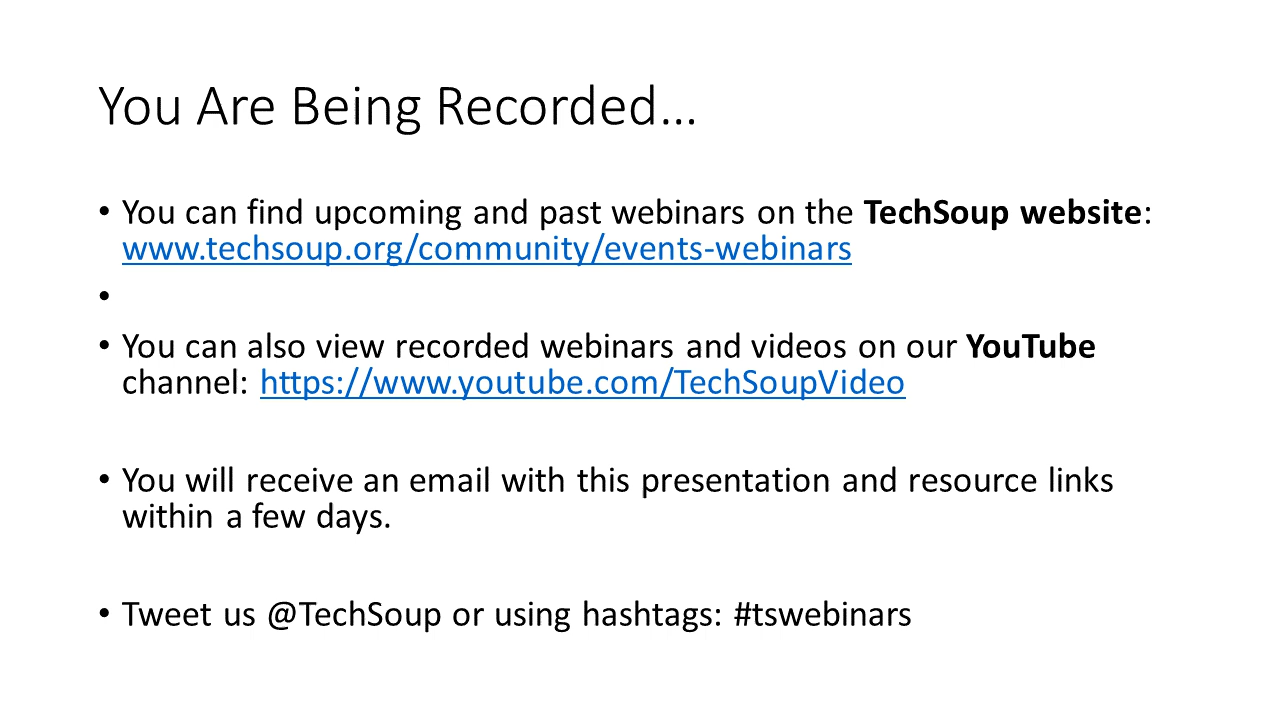 You Are Being Recorded...
• You can find upcoming and past webinars on the TechSoup website:
www.techsoup.org/community/events-webinars
•
• You can also view recorded webinars and videos on our YouTube
channel: https://www.youtube.com/TechSoupVideo
• You will receive an email with this presentation and resource links
within a few days.
• Tweet us @TechSoup or using hashtags: #tswebinars